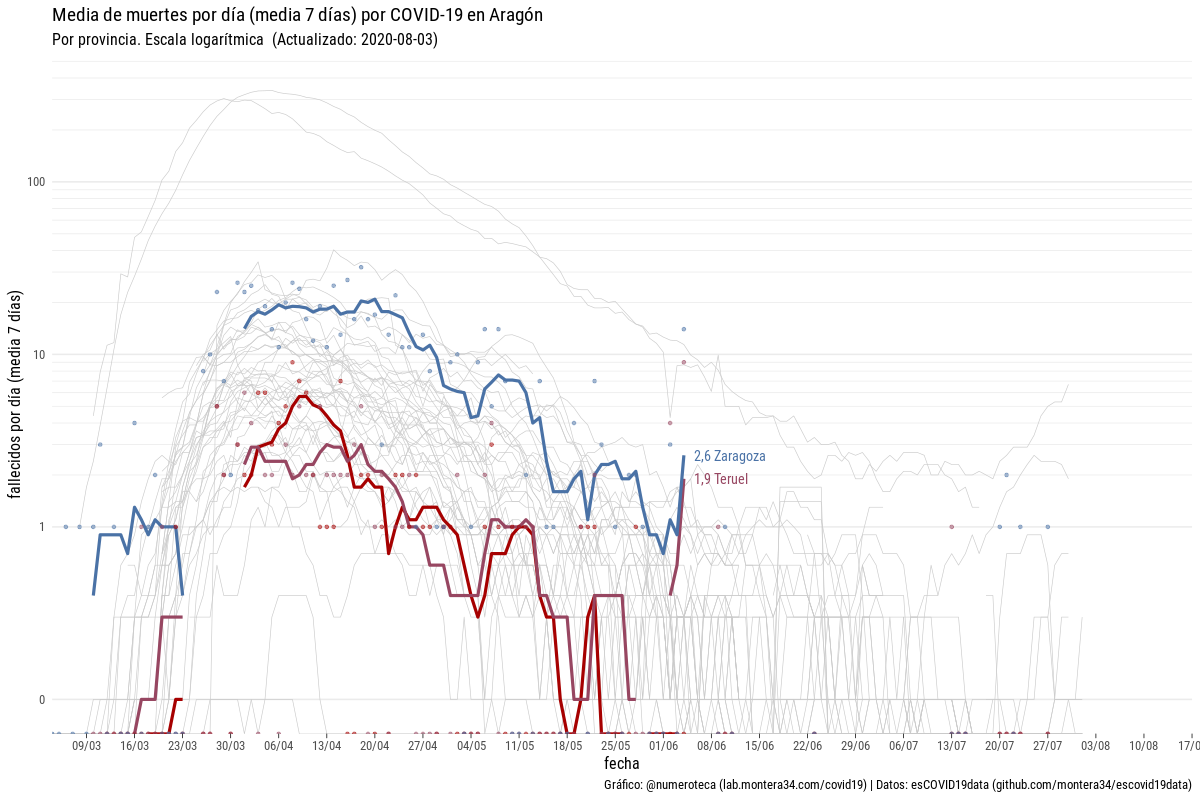 Media de muertes por día (media 7 días) por COVID-19 en Aragón
Por provincia. Escala logarítmica (Actualizado: 2020-08-03)
fallecidos por día (media 7 días)
100
10
1
0
2,6 Zaragoza
1,9 Teruel
09/03 16/03 23/03 30/03 06/04 13/04 20/04 27/04 04/05 11/05 18/05 25/05 01/06 08/06 15/06 22/06 29/06 06/07 13/07 20/07 27/07 03/08 10/08 17/0
fecha
Gráfico: @numeroteca (lab.montera34.com/covid19) | Datos: esCOVID19data (github.com/montera34/escovid19data)